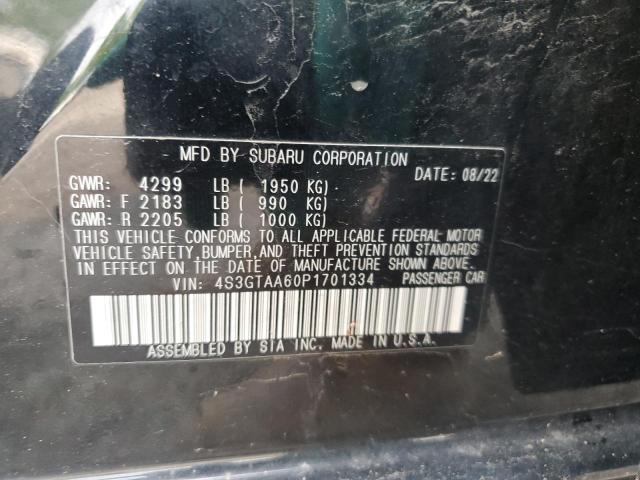 MFD BY SUBARU CORPORATION
DATE: 08/22
GVWR: 4299 LB ( 1950 KG)
GAWR: F 2183 LB ( 990 KG)
GAWR: R 2205 LB ( 1000 KG)
THIS VEHICLE CONFORMS TO ALL APPLICABLE FEDERAL MOTOR
VEHICLE SAFETY, BUMPER, AND THEFT PREVENTION STANDARDS
IN EFFECT ON THE DATE OF MANUFACTURE SHOWN ABOVE.
VIN: 4S3GTAA60P1701334 PASSENGER CAR
ASSEMBLED BY SIA INC. MADE IN U.S.A.